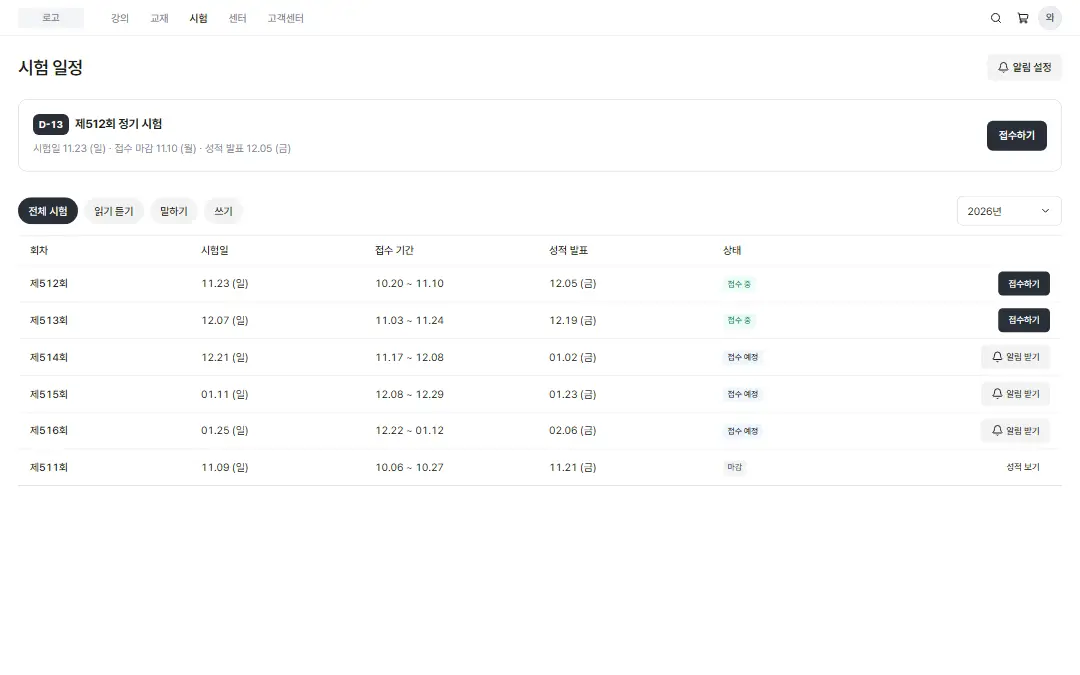 로고 강의 교재 시험 센터 고객센터 와
시험 일정 알림 설정
D-13 제512회 정기 시험
시험일 11.23 (일) · 접수 마감 11.10 (월) · 성적 발표 12.05 (금)
접수하기
전체 시험 읽기 듣기 말하기 쓰기 2026년
회차 시험일 접수 기간 성적 발표 상태
제512회 11.23 (일) 10.20 ~ 11.10 12.05 (금) 접수 중 접수하기
제513회 12.07 (일) 11.03 ~ 11.24 12.19 (금) 접수 중 접수하기
제514회 12.21 (일) 11.17 ~ 12.08 01.02 (금) 접수 예정 알림 받기
제515회 01.11 (일) 12.08 ~ 12.29 01.23 (금) 접수 예정 알림 받기
제516회 01.25 (일) 12.22 ~ 01.12 02.06 (금) 접수 예정 알림 받기
제511회 11.09 (일) 10.06 ~ 10.27 11.21 (금) 마감 성적 보기